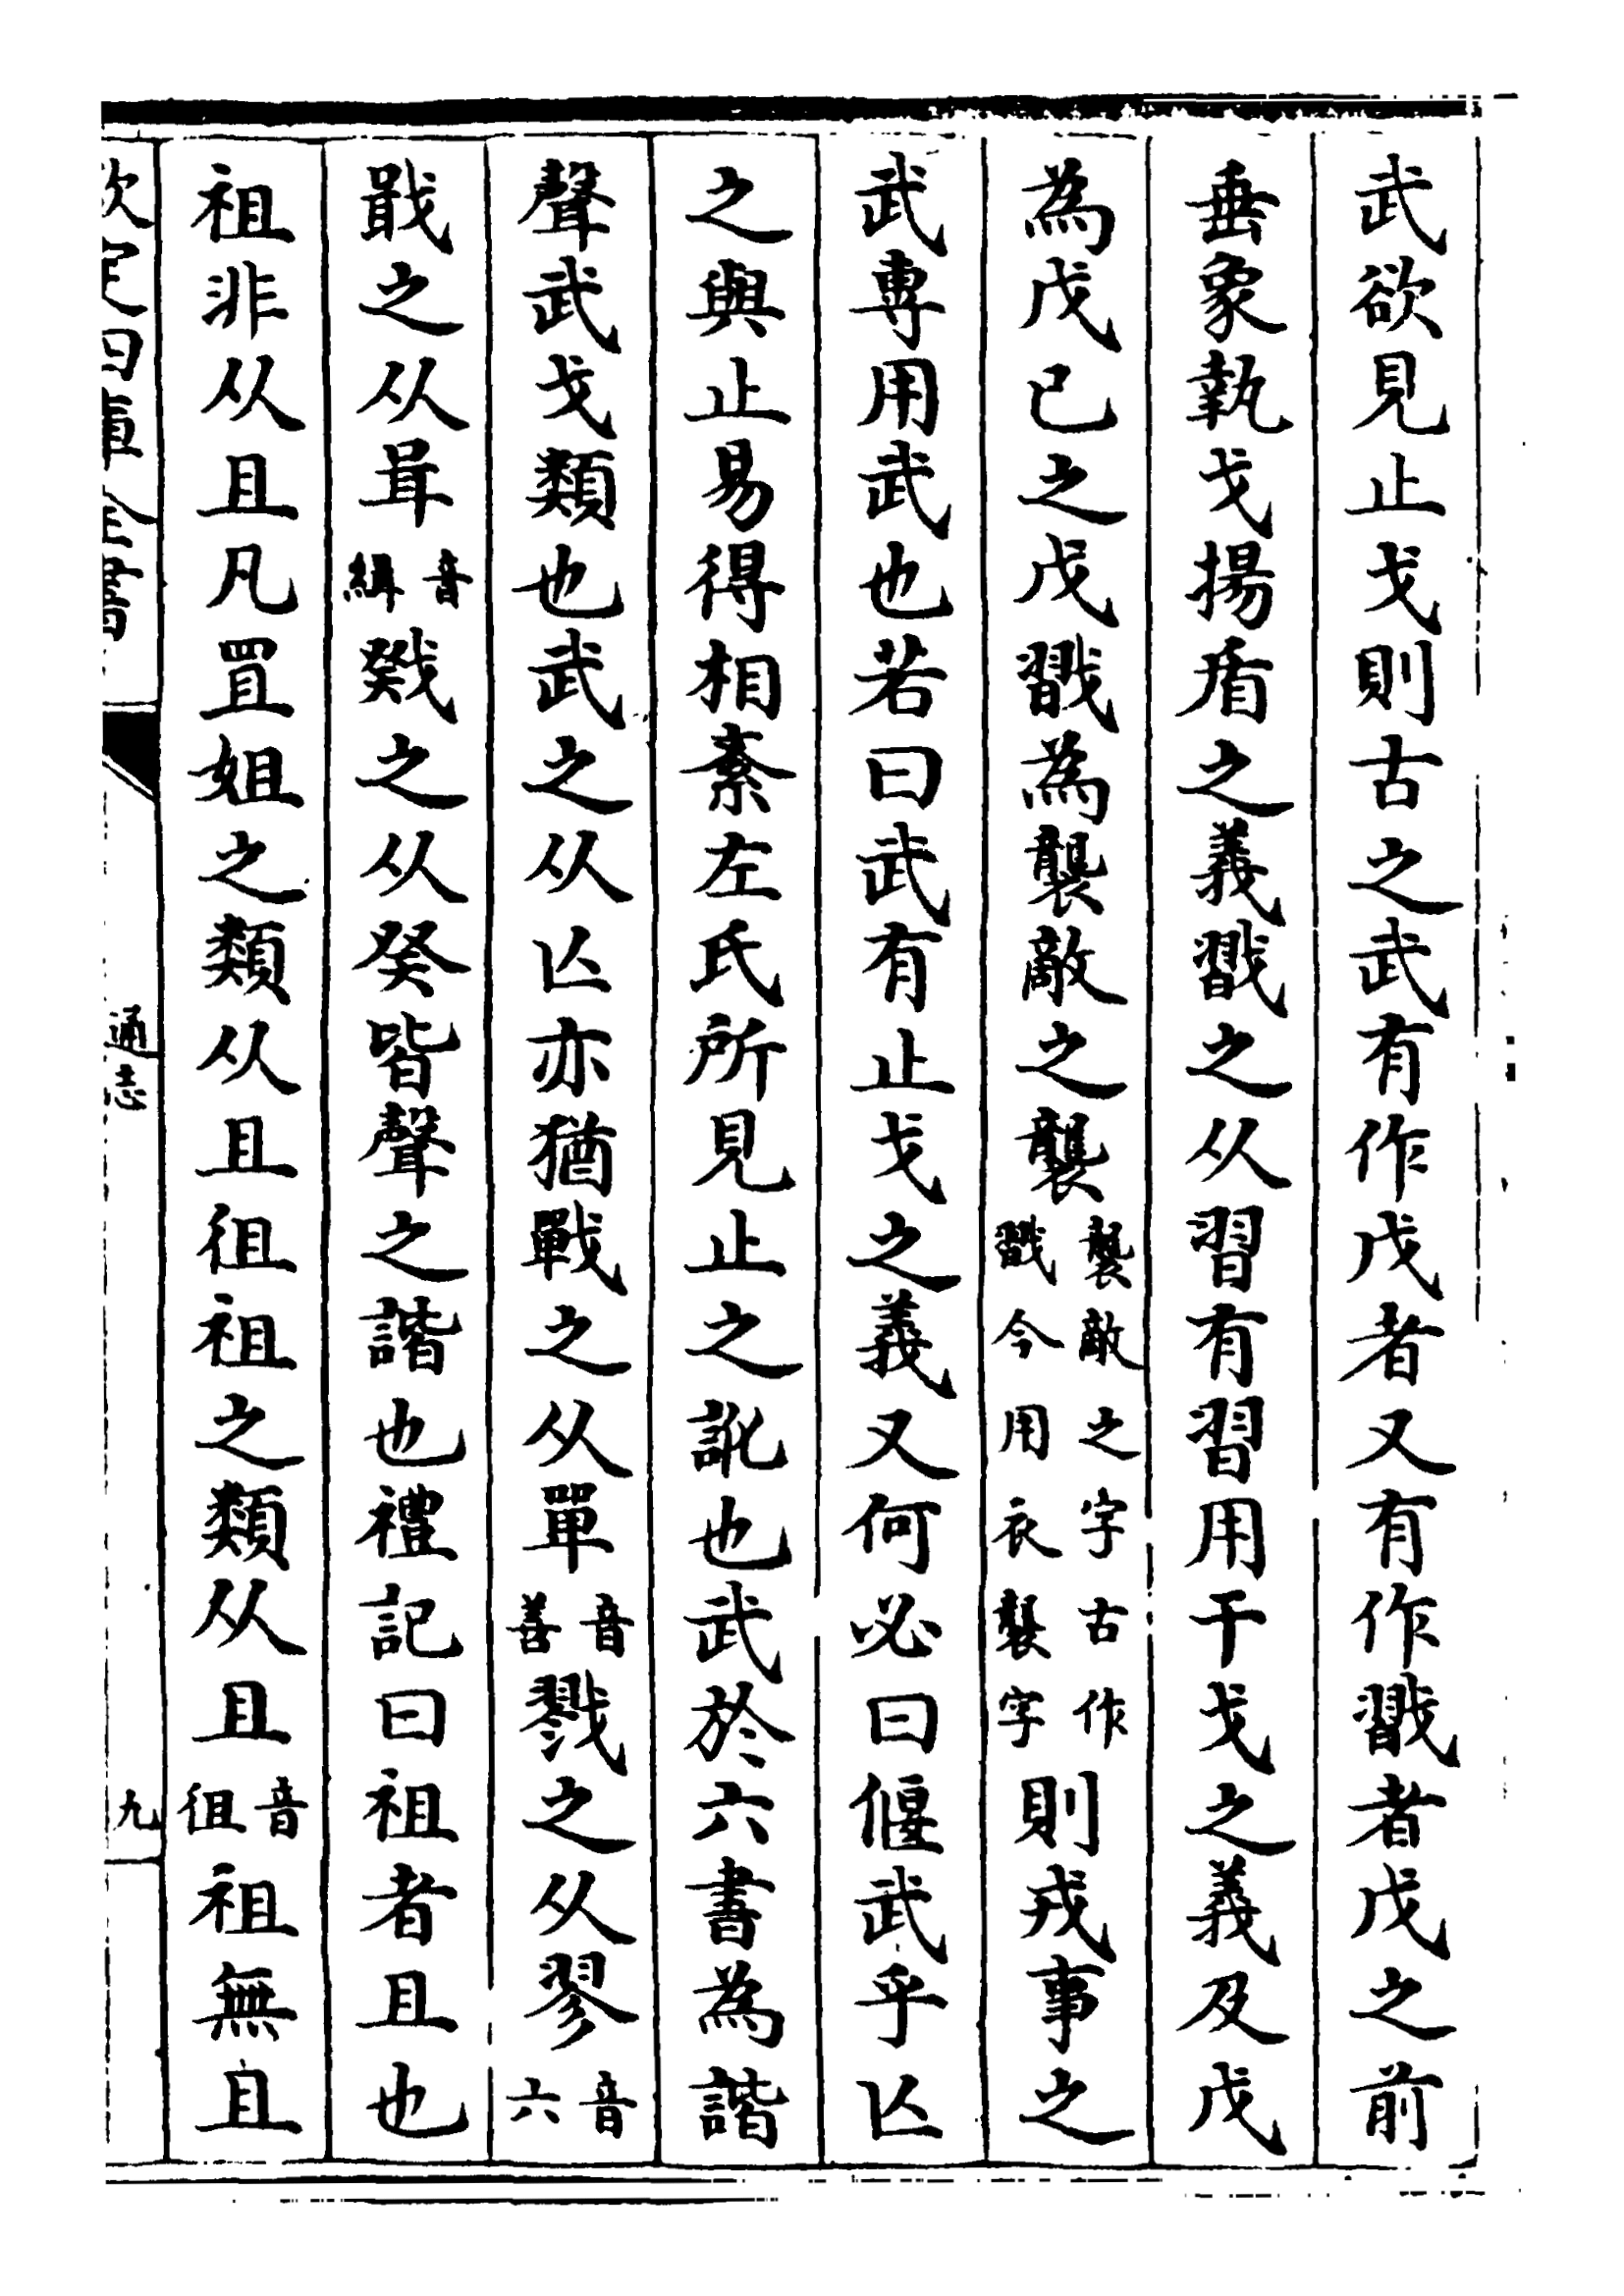 武欲見止戈則古之武有作戊者又有作戳者戊之前
垂象執戈揚盾之義戳之从習有習用干戈之義及戊
為戊已之戊戳為襲敵之襲襲敵之字古作戳今用衣襲字則戎事之
武専用武也若曰武有止戈之義又何必曰偃武乎亾
之與止易得相紊左氏所見止之訛也武於六書為諧
聲武戈類也武之从亾亦猶戰之从單音善戮之从翏音六
戢之从咠音緝戣之从癸皆聲之諧也禮記曰祖者且也
祖非从且凡罝姐之類从且徂祖之類从且音徂祖無且
欽定四庫全書
通志
九